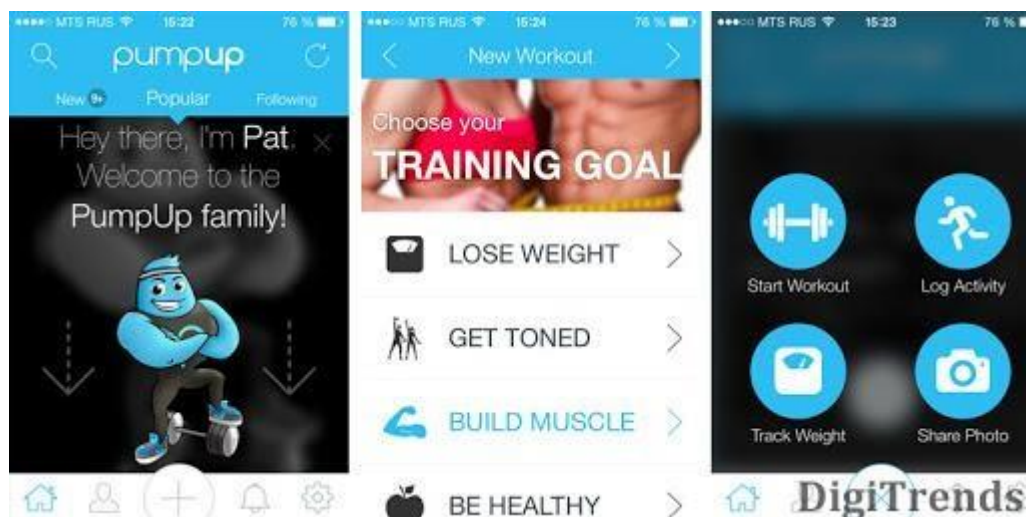 MTS RUS 15:22 76 %
pumpup
New 9+ Popular Following
Hey there, I'm Pat.
Welcome to the
PumpUp family!
MTS RUS 15:24 76 %
New Workout
Choose your
TRAINING GOAL
LOSE WEIGHT
GET TONED
BUILD MUSCLE
BE HEALTHY
MTS RUS 15:23 76 %
Start Workout Log Activity
Track Weight Share Photo
DigiTrends